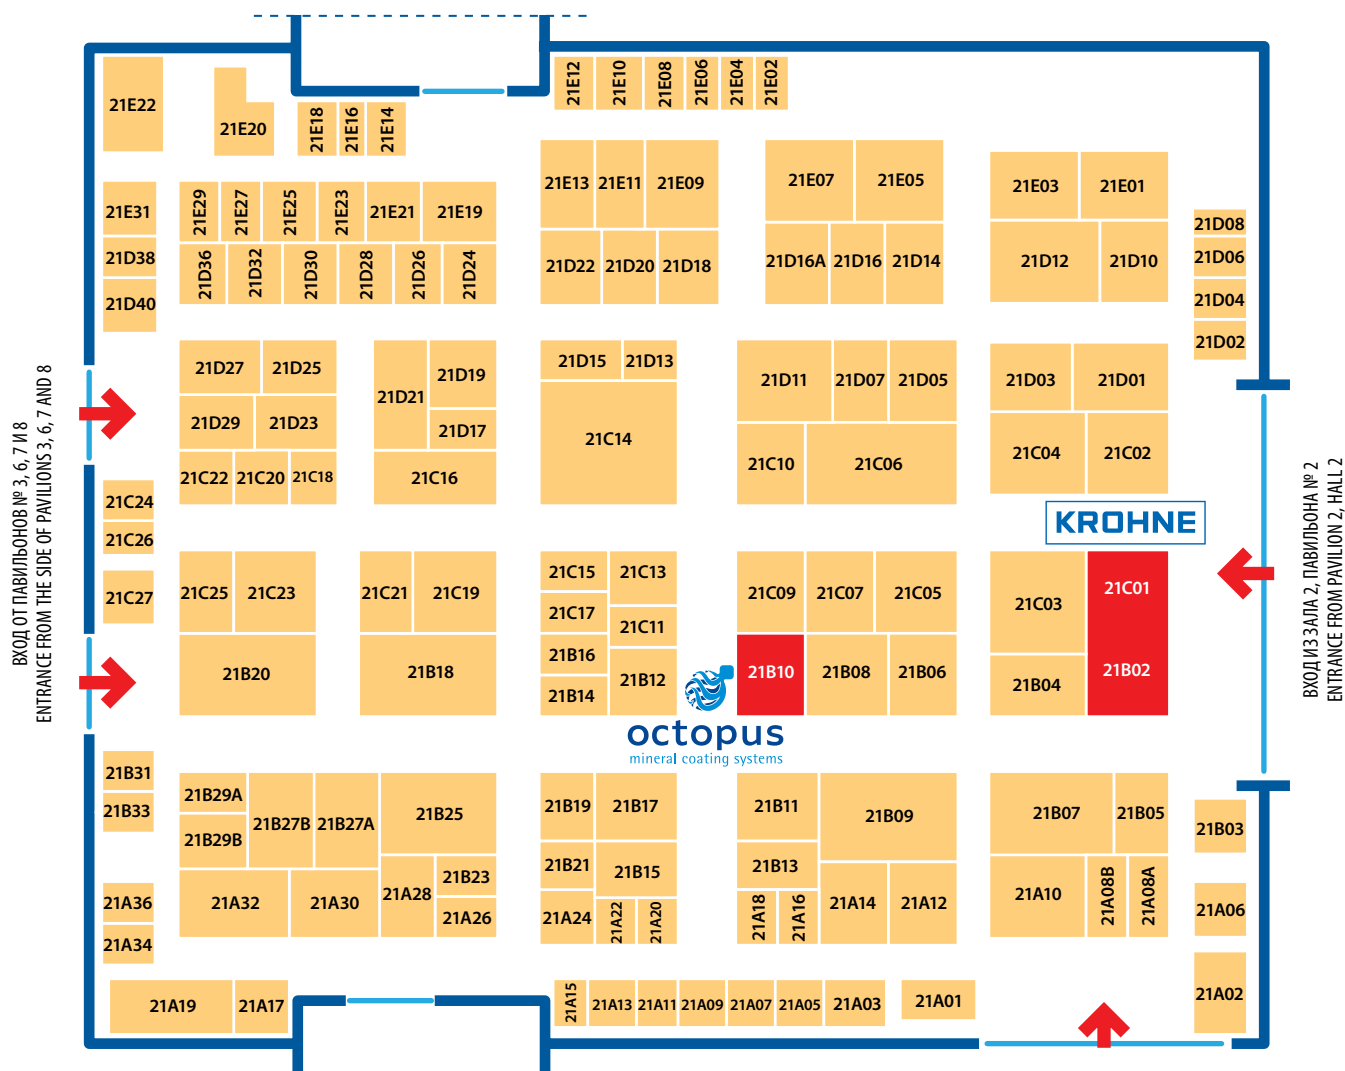 21E12
21E10
21E08
21E06
21E04
21E02
21E22
21E20
21E18
21E16
21E14
21E13
21E11
21E09
21E07
21E05
21E03
21E01
21E31
21E29
21E27
21E25
21E23
21E21
21E19
21D08
21D38
21D36
21D32
21D30
21D28
21D26
21D24
21D22
21D20
21D18
21D16A
21D16
21D14
21D12
21D10
21D06
21D40
21D04
21D02
21D27
21D25
21D21
21D19
21D15
21D13
21D11
21D07
21D05
21D03
21D01
21D29
21D23
21D17
21C14
21C22
21C20
21C18
21C16
21C10
21C06
21C04
21C02
21C24
21C26
21C27
KROHNE
ВХОД ОТ ПАВИЛЬОНОВ № 3, 6, 7 И 8
ENTRANCE FROM THE SIDE OF PAVILIONS 3, 6, 7 AND 8
ВХОД ИЗ ЗАЛА 2, ПАВИЛЬОНА № 2
ENTRANCE FROM PAVILION 2, HALL 2
21C25
21C23
21C21
21C19
21C15
21C13
21C17
21C11
21C09
21C07
21C05
21C03
21C01
21B20
21B18
21B16
21B14
21B12
21B10
21B08
21B06
21B04
21B02
octopus
mineral coating systems
21B31
21B33
21B29A
21B29B
21B27B
21B27A
21B25
21B19
21B17
21B11
21B09
21B07
21B05
21B03
21B23
21B21
21B15
21B13
21A36
21A34
21A32
21A30
21A28
21A26
21A24
21A22
21A20
21A18
21A16
21A14
21A12
21A10
21A08B
21A08A
21A06
21A19
21A17
21A15
21A13
21A11
21A09
21A07
21A05
21A03
21A01
21A02